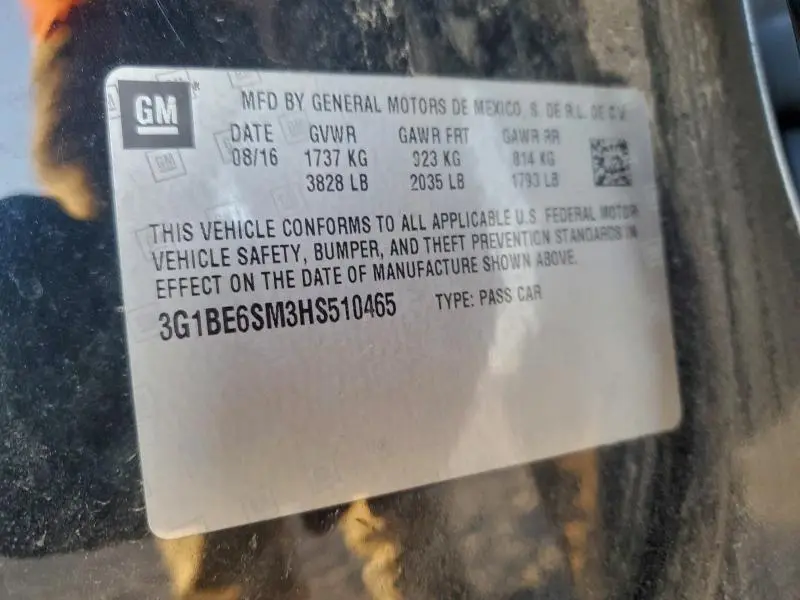 GM
MFD BY GENERAL MOTORS DE MEXICO, S. DE R.L. DE C.V.
DATE GVWR GAWR FRT GAWR RR
08/16 1737 KG 923 KG 814 KG
3828 LB 2035 LB 1793 LB
THIS VEHICLE CONFORMS TO ALL APPLICABLE U.S. FEDERAL MOTOR
VEHICLE SAFETY, BUMPER, AND THEFT PREVENTION STANDARDS IN
EFFECT ON THE DATE OF MANUFACTURE SHOWN ABOVE.
3G1BE6SM3HS510465 TYPE: PASS CAR